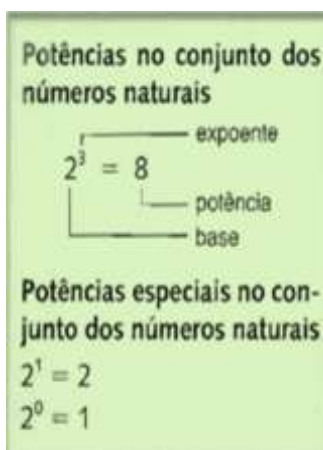 Potências no conjunto dos
números naturais
expoente
2³ = 8
potência
base
Potências especiais no con-
junto dos números naturais
2¹ = 2
2⁰ = 1